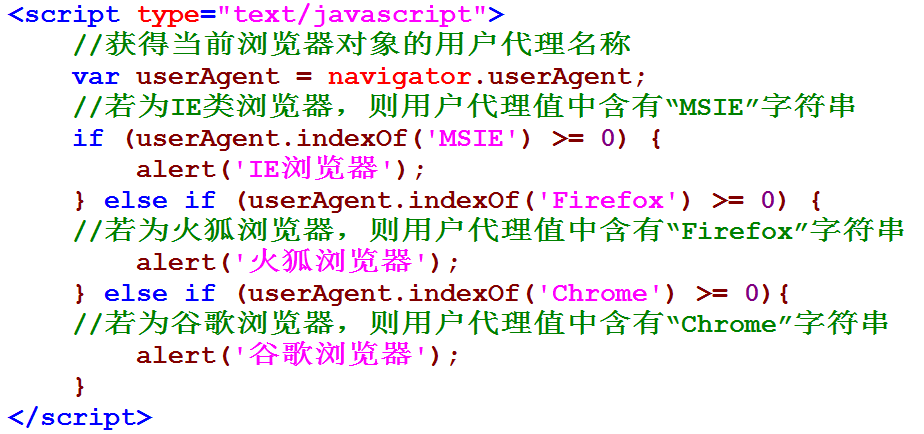 <script type="text/javascript">
//获得当前浏览器对象的用户代理名称
var userAgent = navigator.userAgent;
//若为IE类浏览器，则用户代理值中含有“MSIE”字符串
if (userAgent.indexOf('MSIE') >= 0) {
alert('IE浏览器');
} else if (userAgent.indexOf('Firefox') >= 0) {
//若为火狐浏览器，则用户代理值中含有“Firefox”字符串
alert('火狐浏览器');
} else if (userAgent.indexOf('Chrome') >= 0){
//若为谷歌浏览器，则用户代理值中含有“Chrome”字符串
alert('谷歌浏览器');
}
</script>